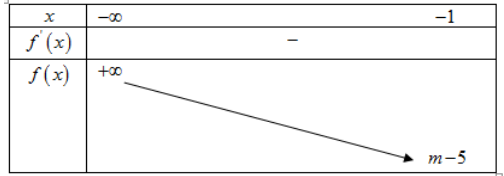 x −∞ −1
f'(x) −
f(x) +∞
m−5